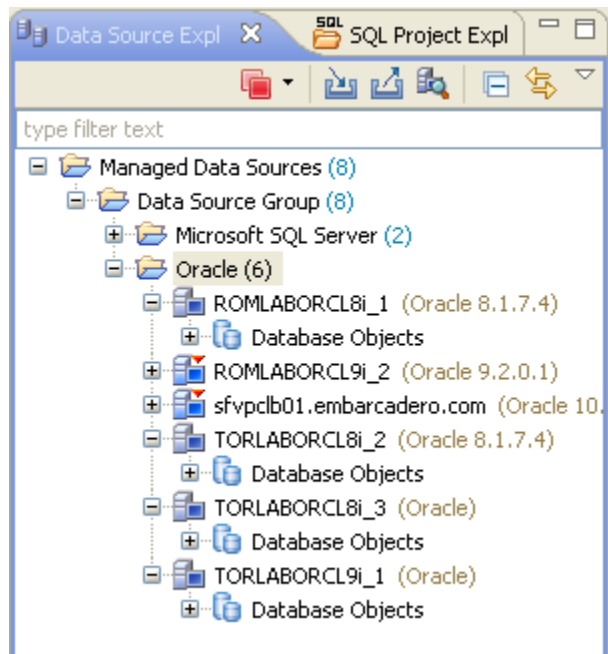 Data Source Expl
SQL SQL Project Expl
type filter text
Managed Data Sources (8)
Data Source Group (8)
Microsoft SQL Server (2)
Oracle (6)
ROMLABORCL8i_1 (Oracle 8.1.7.4)
Database Objects
ROMLABORCL9i_2 (Oracle 9.2.0.1)
sfvpclb01.embarcadero.com (Oracle 10.
TORLABORCL8i_2 (Oracle 8.1.7.4)
Database Objects
TORLABORCL8i_3 (Oracle)
Database Objects
TORLABORCL9i_1 (Oracle)
Database Objects